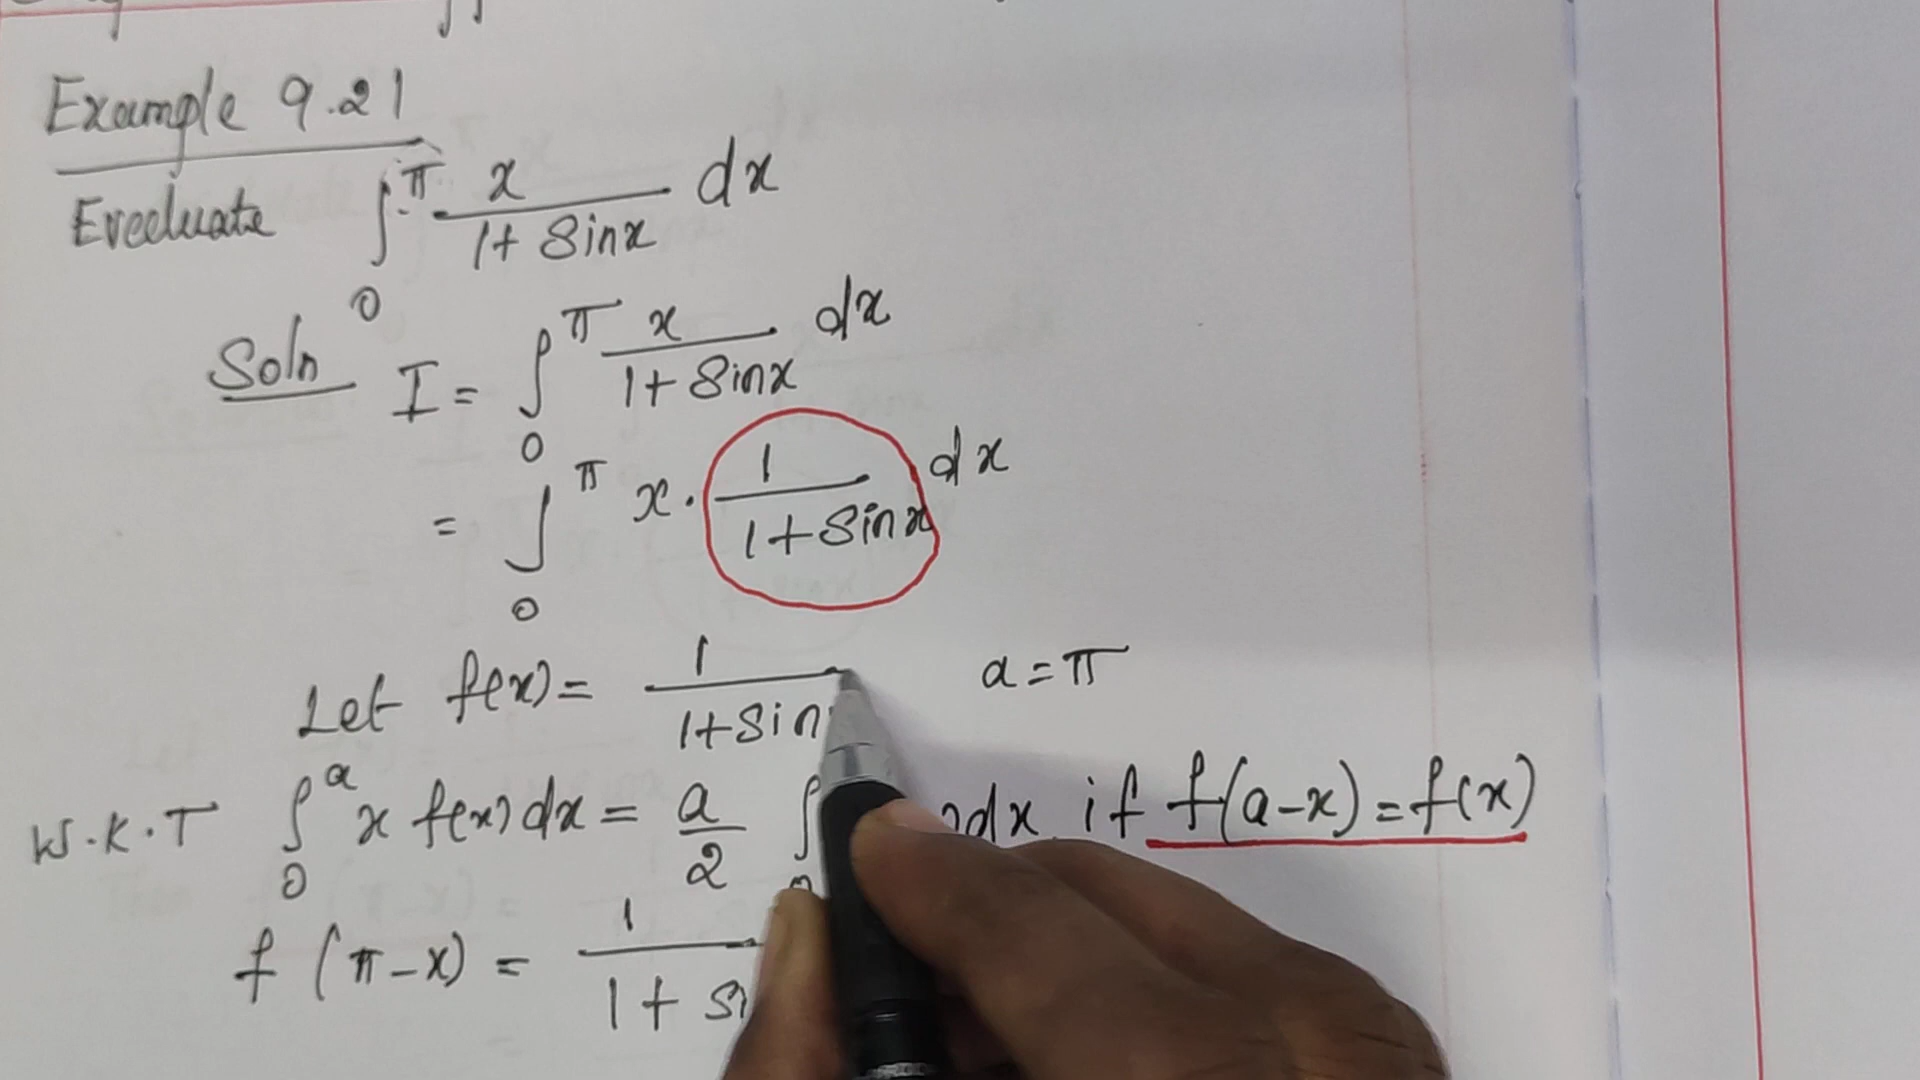 Example 9.21
Evaluate ∫₀^π x / (1 + Sinx) dx
Soln I = ∫₀^π x / (1 + Sinx) dx
= ∫₀^π x · 1 / (1 + Sinx) dx
Let f(x) = 1 / (1 + Sin a = π
W.K.T ∫₀^a x f(x) dx = a/2 ∫₀ dx if f(a-x) = f(x)
f(π-x) = 1 / (1 +